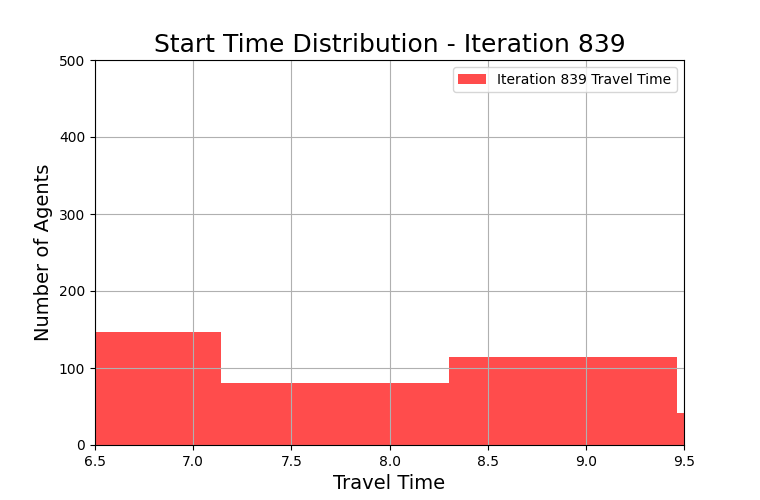 Start Time Distribution - Iteration 839
Iteration 839 Travel Time
Number of Agents
500
400
300
200
100
0
6.5 7.0 7.5 8.0 8.5 9.0 9.5
Travel Time